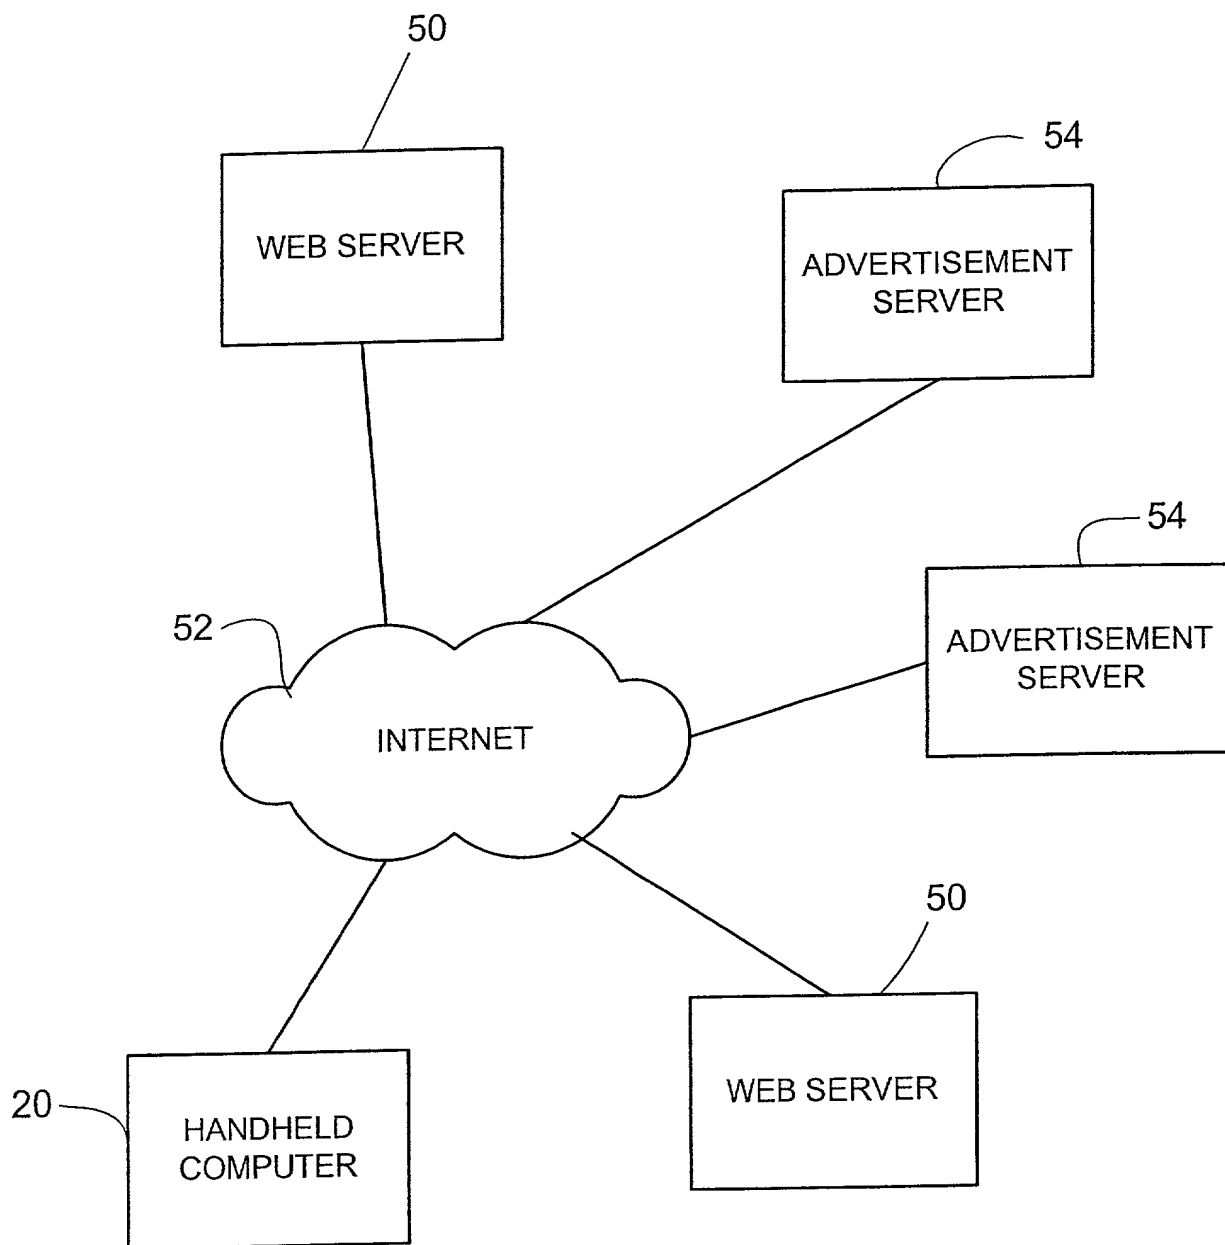 50
WEB SERVER
54
ADVERTISEMENT
SERVER
54
ADVERTISEMENT
SERVER
52
INTERNET
50
WEB SERVER
20
HANDHELD
COMPUTER